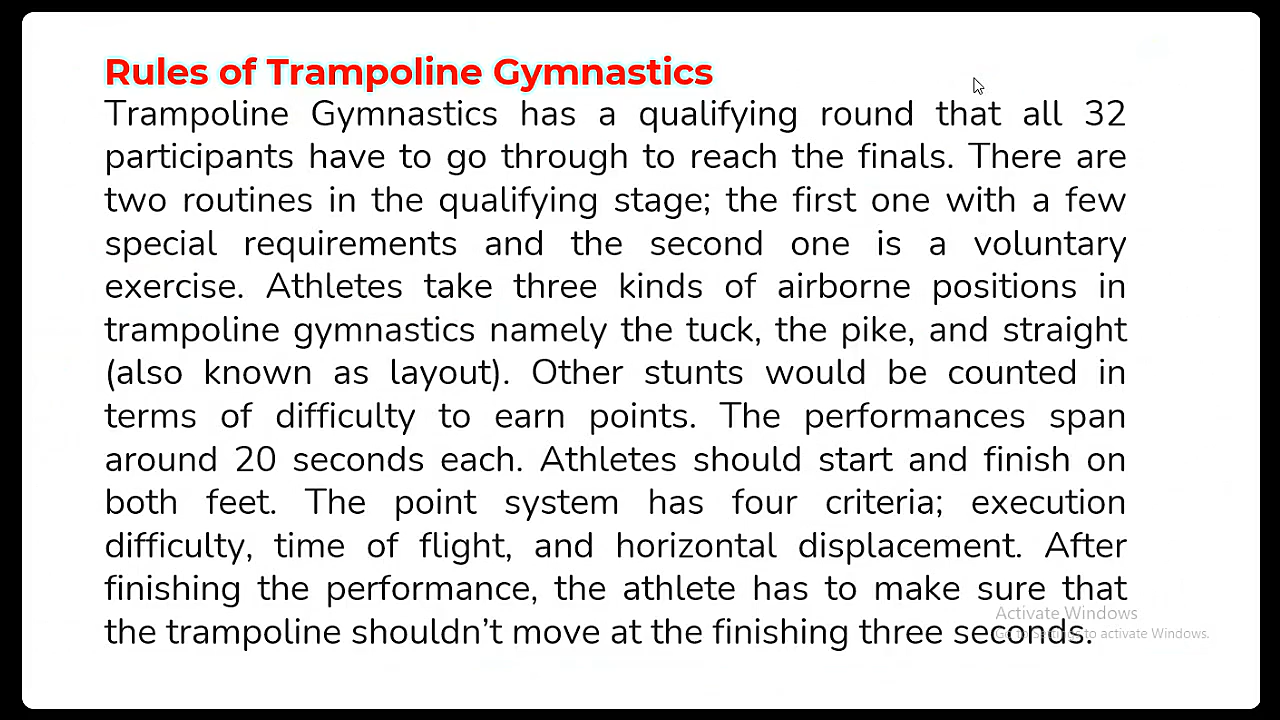 Rules of Trampoline Gymnastics
Trampoline Gymnastics has a qualifying round that all 32
participants have to go through to reach the finals. There are
two routines in the qualifying stage; the first one with a few
special requirements and the second one is a voluntary
exercise. Athletes take three kinds of airborne positions in
trampoline gymnastics namely the tuck, the pike, and straight
(also known as layout). Other stunts would be counted in
terms of difficulty to earn points. The performances span
around 20 seconds each. Athletes should start and finish on
both feet. The point system has four criteria; execution
difficulty, time of flight, and horizontal displacement. After
finishing the performance, the athlete has to make sure that
the trampoline shouldn’t move at the finishing three seconds.
Activate Windows
Go to Settings to activate Windows.